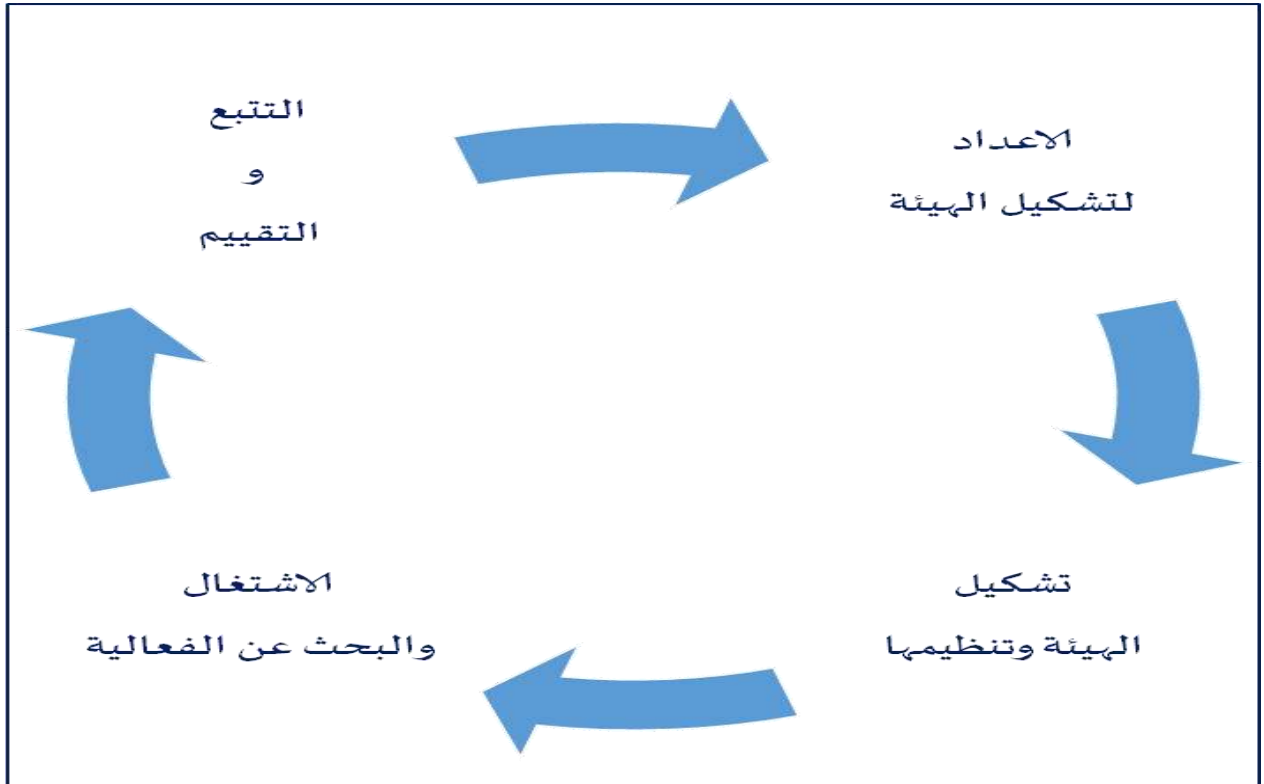 الاعداد
لتشكيل الهيئة
تشكيل
الهيئة وتنظيمها
الاشتغال
والبحث عن الفعالية
التتبع
و
التقييم